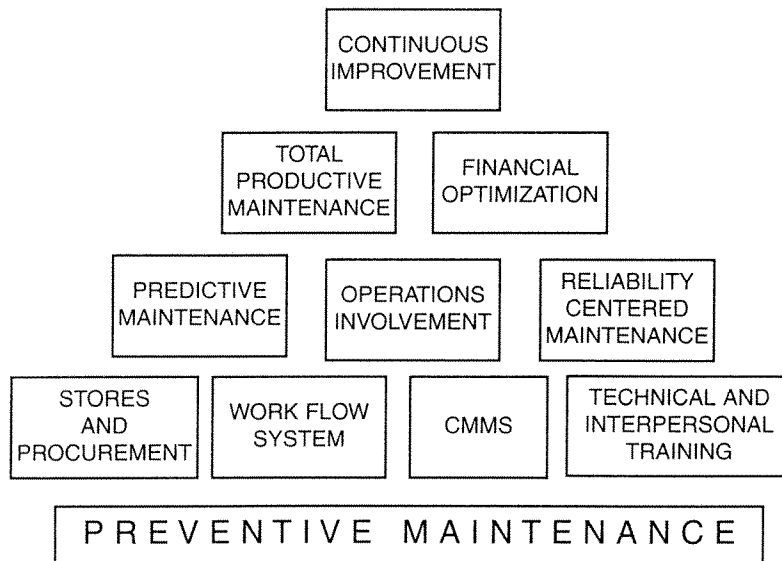 CONTINUOUS
IMPROVEMENT
TOTAL
PRODUCTIVE
MAINTENANCE
FINANCIAL
OPTIMIZATION
PREDICTIVE
MAINTENANCE
OPERATIONS
INVOLVEMENT
RELIABILITY
CENTERED
MAINTENANCE
STORES
AND
PROCUREMENT
WORK FLOW
SYSTEM
CMMS
TECHNICAL AND
INTERPERSONAL
TRAINING
PREVENTIVE MAINTENANCE